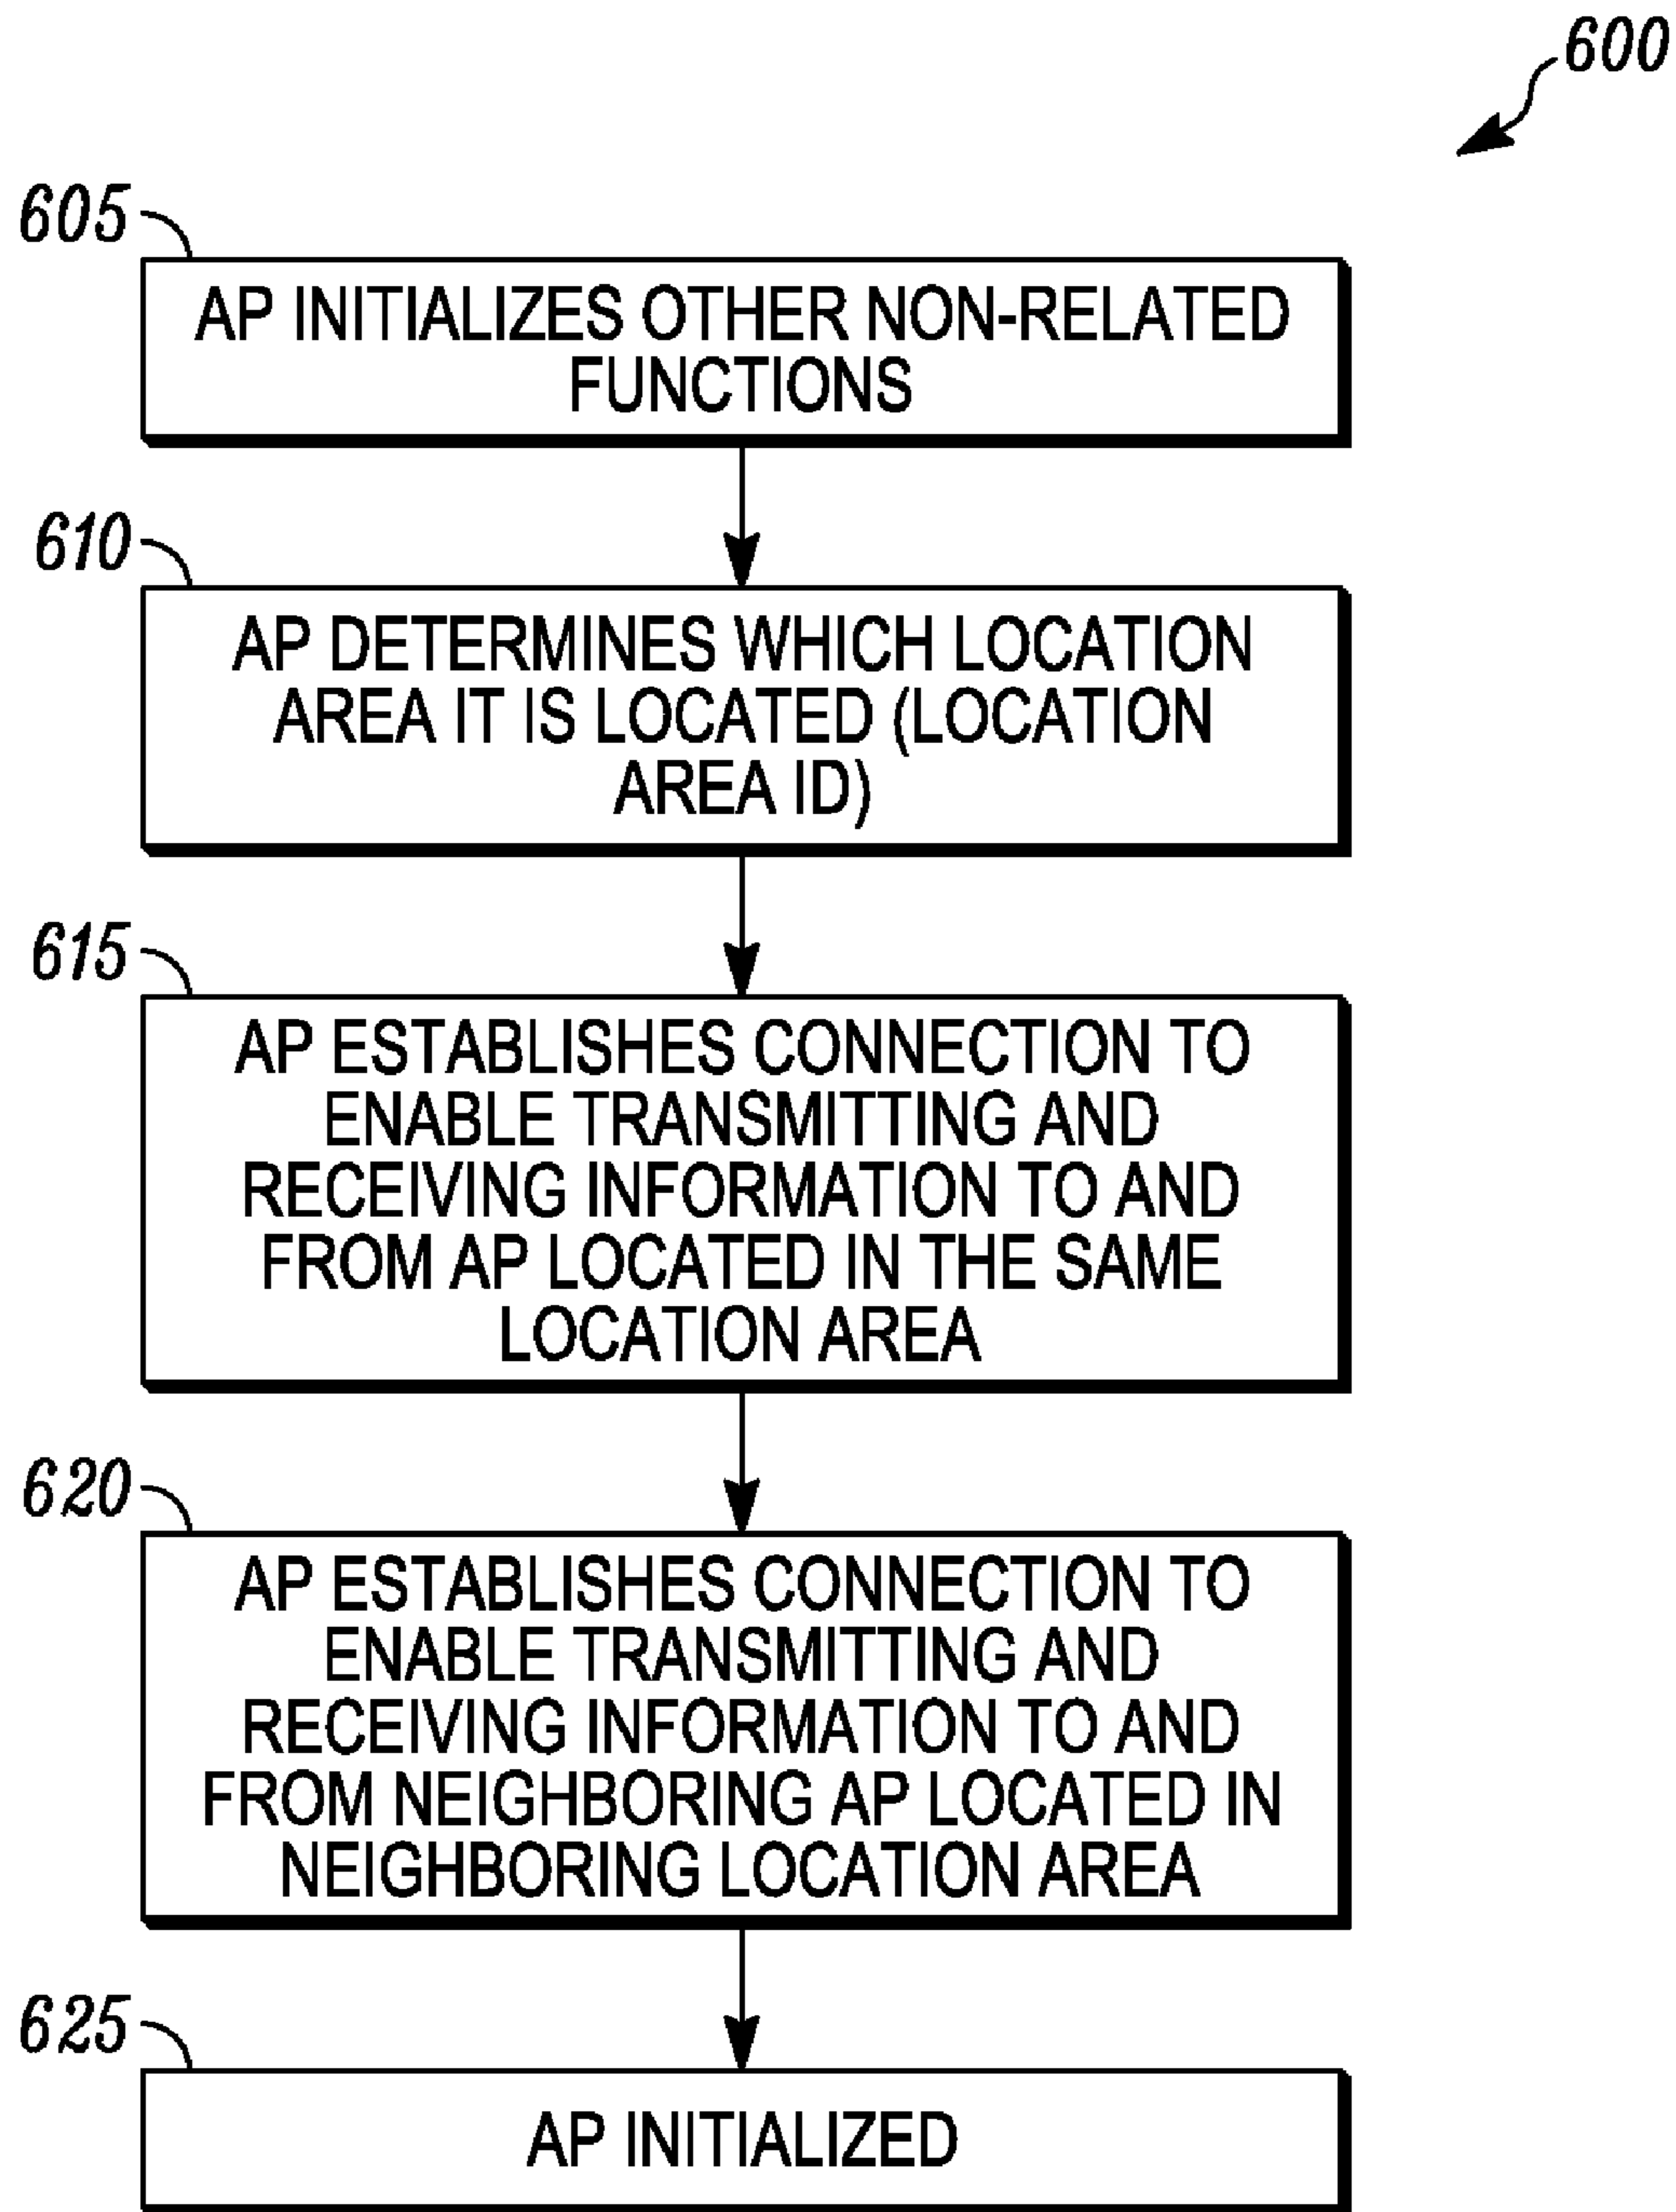 600
605
AP INITIALIZES OTHER NON-RELATED
FUNCTIONS
610
AP DETERMINES WHICH LOCATION
AREA IT IS LOCATED (LOCATION
AREA ID)
615
AP ESTABLISHES CONNECTION TO
ENABLE TRANSMITTING AND
RECEIVING INFORMATION TO AND
FROM AP LOCATED IN THE SAME
LOCATION AREA
620
AP ESTABLISHES CONNECTION TO
ENABLE TRANSMITTING AND
RECEIVING INFORMATION TO AND
FROM NEIGHBORING AP LOCATED IN
NEIGHBORING LOCATION AREA
625
AP INITIALIZED